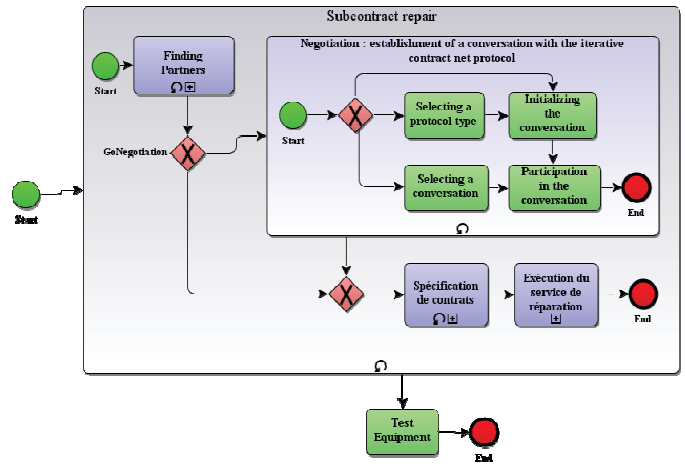 Subcontract repair
Finding
Partners
Start
GoNegotiation
Negotiation : establishment of a conversation with the iterative
contract net protocol
Start
Selecting a
protocol type
Initializing
the
conversation
Selecting a
conversation
Participation
in the
conversation
End
Start
Spécification
de contrats
Exécution du
service de
réparation
End
Test
Equipment
End